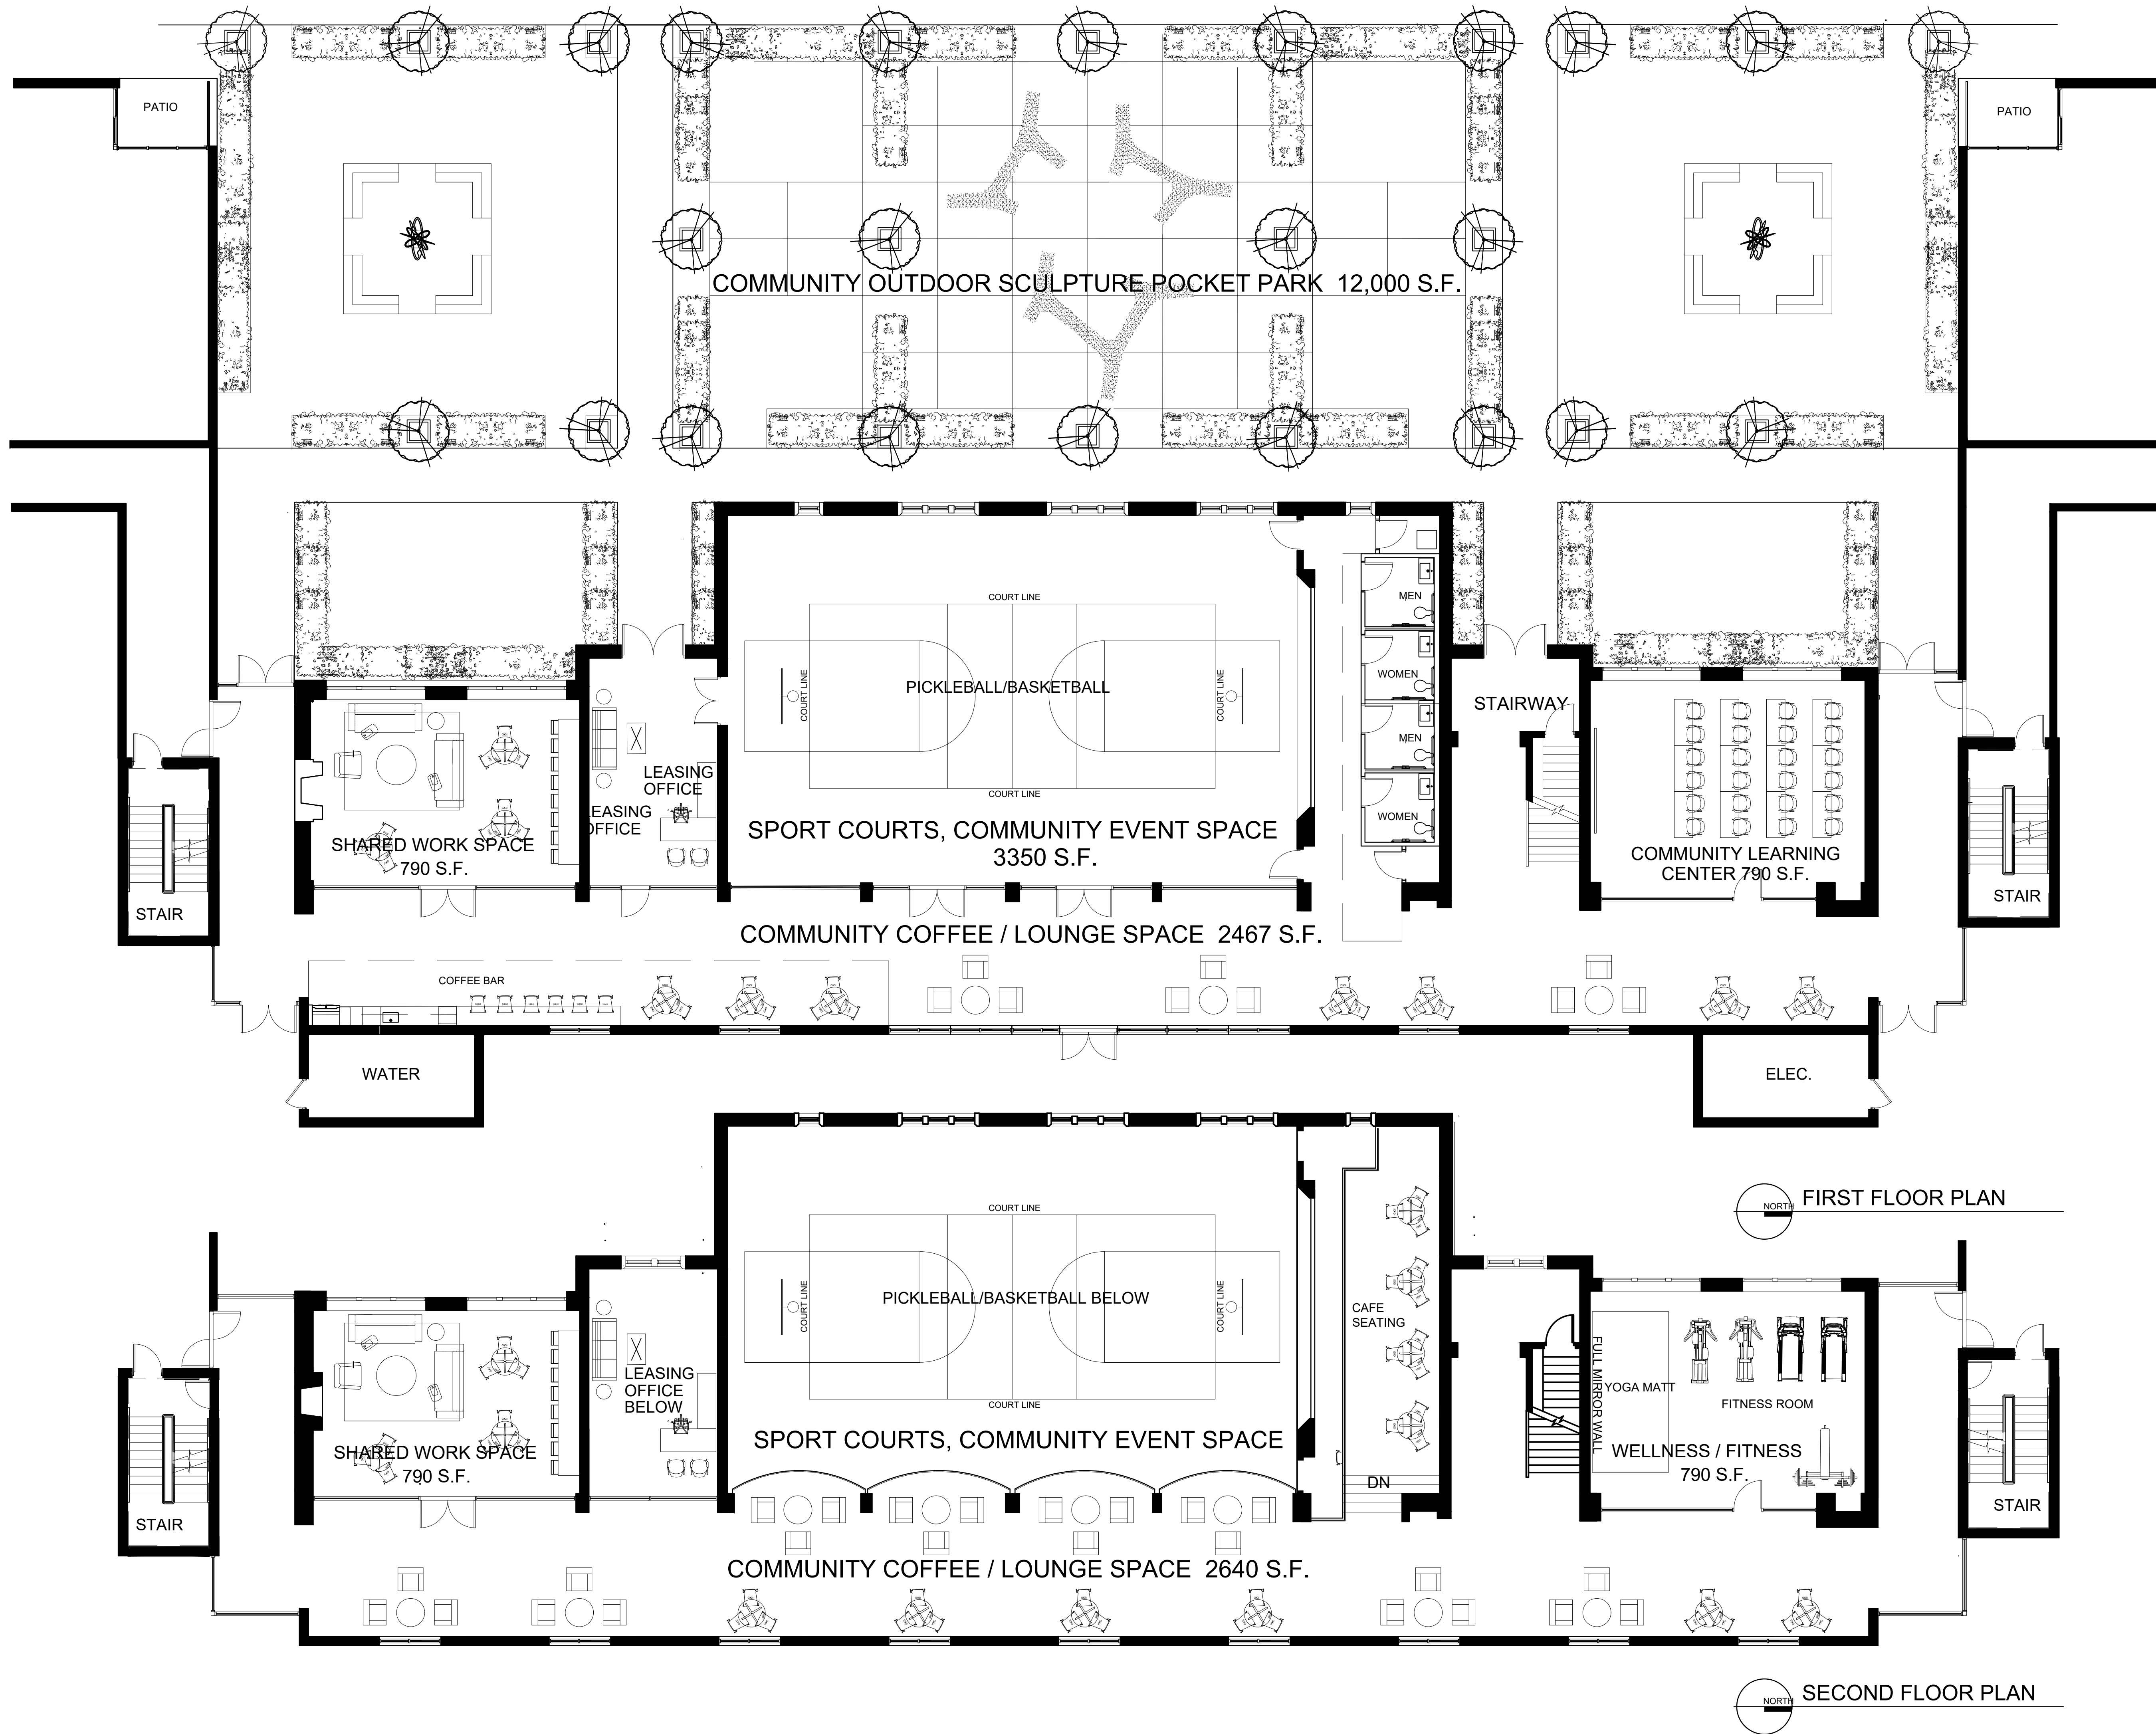 PATIO
PATIO
COMMUNITY OUTDOOR SCULPTURE POCKET PARK 12,000 S.F.
COURT LINE
MEN
PICKLEBALL/BASKETBALL
COURT LINE
COURT LINE
WOMEN
STAIRWAY
MEN
LEASING
OFFICE
LEASING
OFFICE
COURT LINE
WOMEN
SHARED WORK SPACE
790 S.F.
SPORT COURTS, COMMUNITY EVENT SPACE
3350 S.F.
COMMUNITY LEARNING
CENTER 790 S.F.
STAIR
STAIR
COMMUNITY COFFEE / LOUNGE SPACE 2467 S.F.
COFFEE BAR
WATER
ELEC.
NORTH
FIRST FLOOR PLAN
COURT LINE
PICKLEBALL/BASKETBALL BELOW
COURT LINE
COURT LINE
CAFE
SEATING
FULL MIRROR WALL
YOGA MATT
FITNESS ROOM
LEASING
OFFICE
BELOW
COURT LINE
SHARED WORK SPACE
790 S.F.
SPORT COURTS, COMMUNITY EVENT SPACE
WELLNESS / FITNESS
790 S.F.
DN
STAIR
STAIR
COMMUNITY COFFEE / LOUNGE SPACE 2640 S.F.
NORTH
SECOND FLOOR PLAN